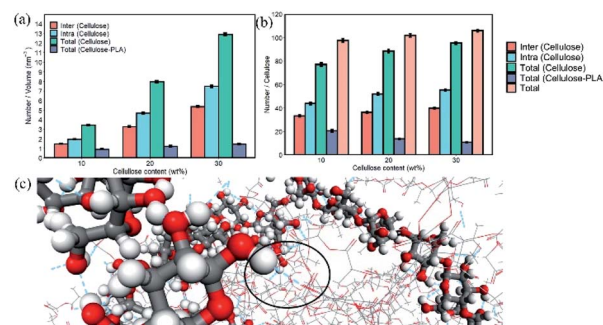 (a)
Inter (Cellulose)
Intra (Cellulose)
Total (Cellulose)
Total (Cellulose-PLA)
Number / Volume (nm⁻³)
13
12
11
10
9
8
7
6
5
4
3
2
1
0
10 20 30
Cellulose content (wt%)
(b)
Number / Cellulose
120
100
80
60
40
20
0
10 20 30
Cellulose content (wt%)
Inter (Cellulose)
Intra (Cellulose)
Total (Cellulose)
Total (Cellulose-PLA
Total
(c)